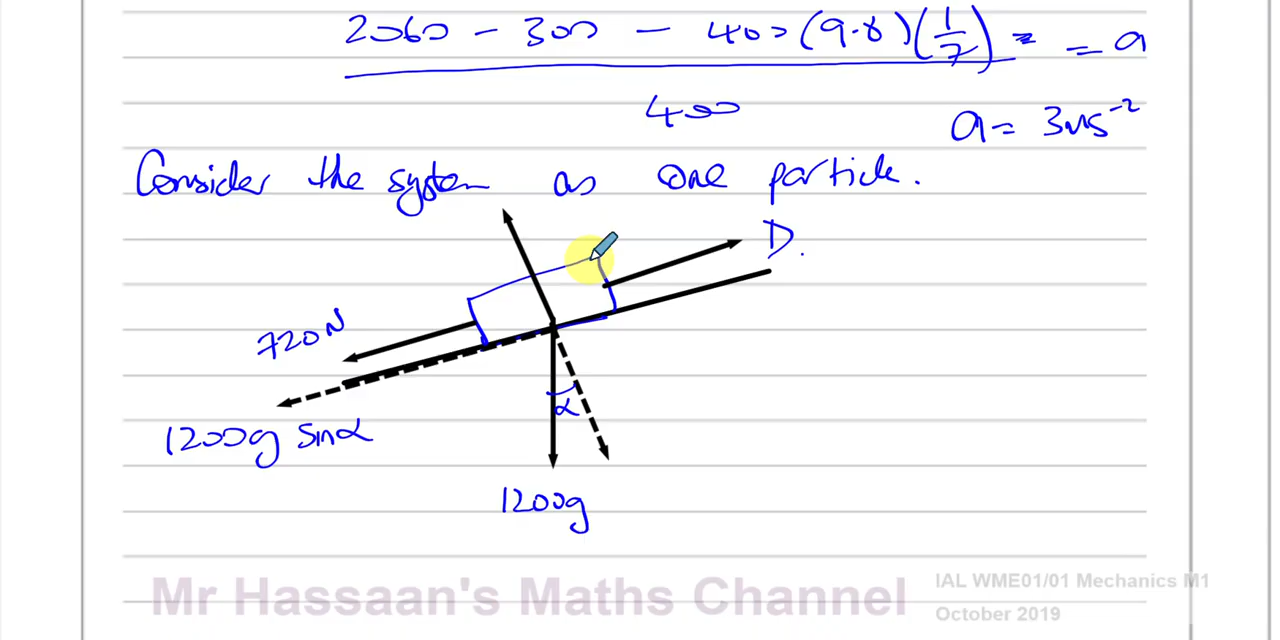 2060 - 300 - 400(9.8)(1/7) = = a
400
a = 3ms⁻²
Consider the system as one particle.
D.
720N
α
1200g sinα
1200g
Mr Hassaan's Maths Channel
IAL WME01/01 Mechanics M1
October 2019